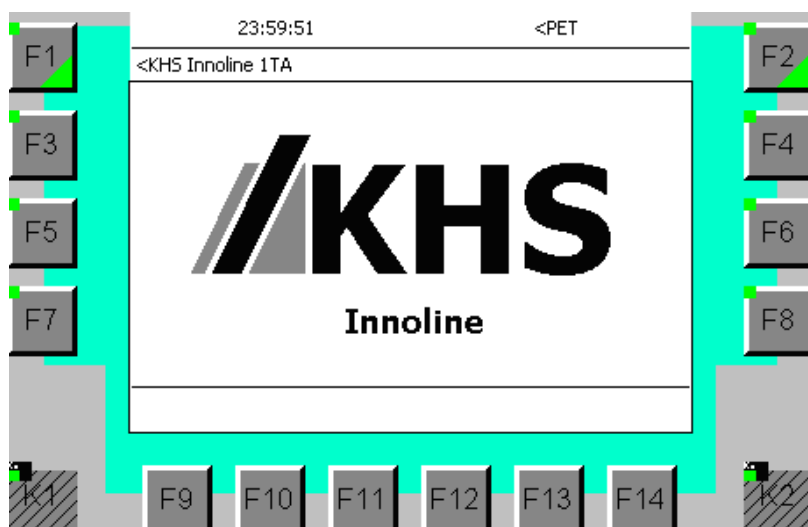 23:59:51 <PET
<KHS Innoline 1TA
KHS
Innoline
F1 F2
F3 F4
F5 F6
F7 F8
K1 K2
F9 F10 F11 F12 F13 F14